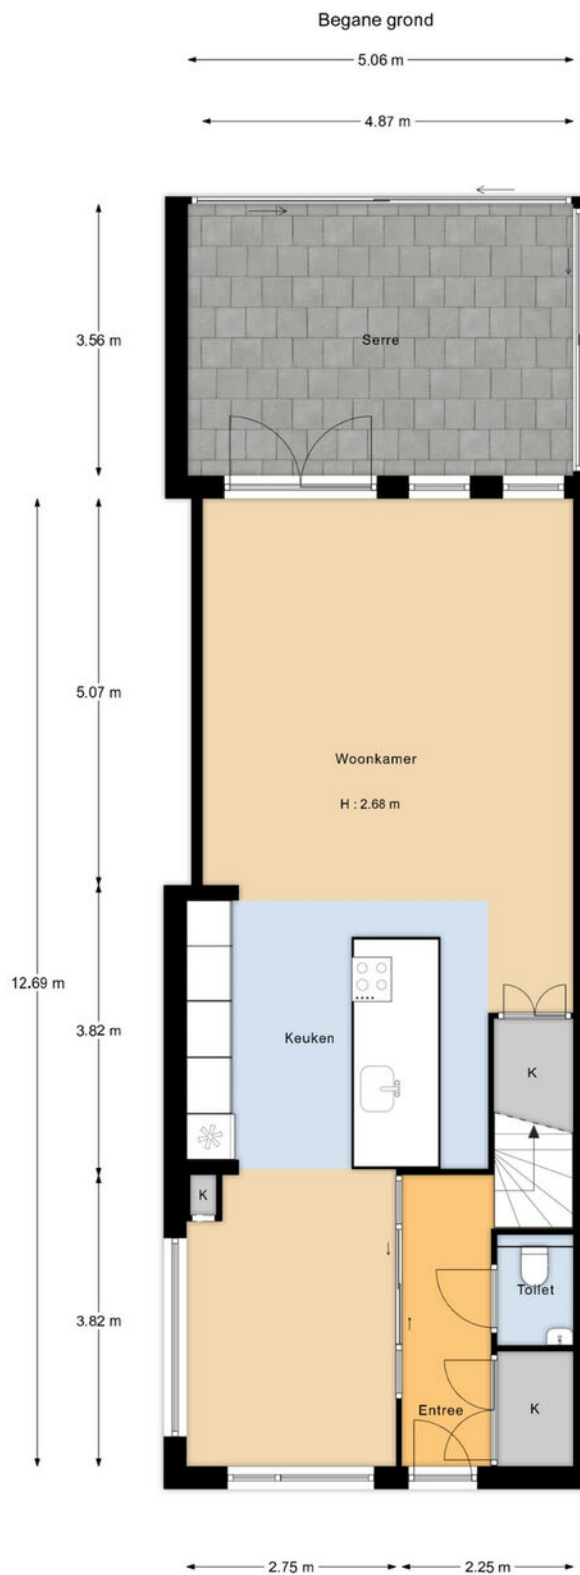 Begane grond
5.06 m
4.87 m
3.56 m
Serre
5.07 m
Woonkamer
H : 2.68 m
12.69 m
3.82 m
Keuken
K
K
3.82 m
Toilet
Entree
K
2.75 m
2.25 m